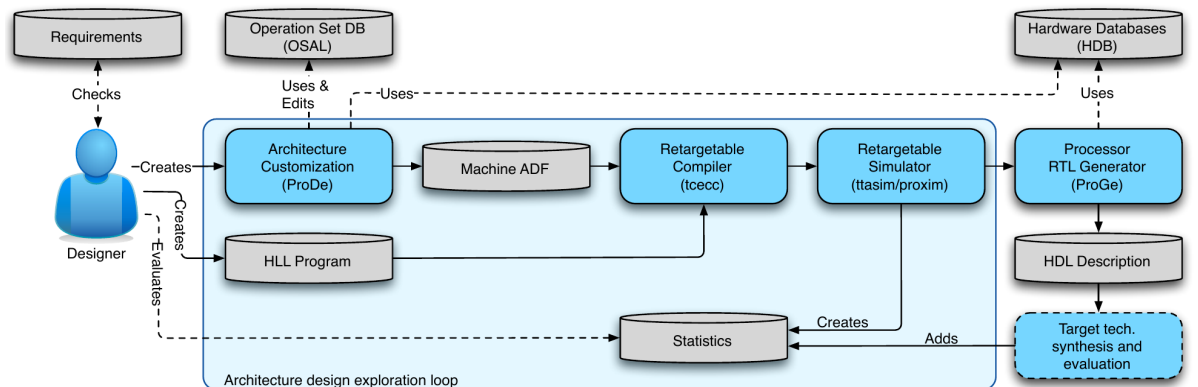 Requirements
Operation Set DB
(OSAL)
Hardware Databases
(HDB)
Checks
Uses &
Edits
Uses
Uses
Creates
Architecture
Customization
(ProDe)
Machine ADF
Retargetable
Compiler
(tcecc)
Retargetable
Simulator
(ttasim/proxim)
Processor
RTL Generator
(ProGe)
Creates
Designer
Evaluates
HLL Program
HDL Description
Creates
Statistics
Adds
Target tech.
synthesis and
evaluation
Architecture design exploration loop